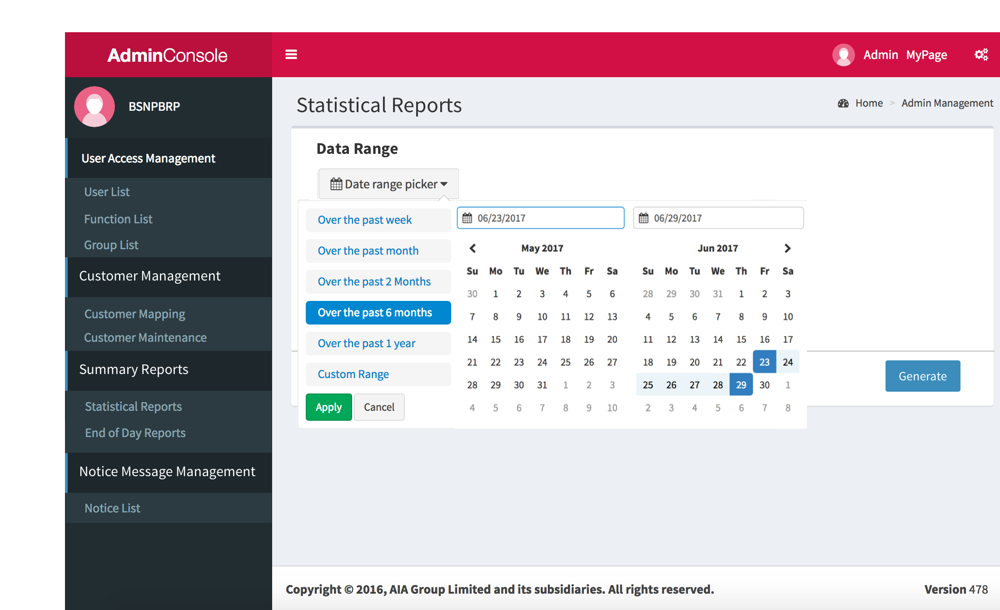 AdminConsole
Admin MyPage
BSNPBRP
User Access Management
User List
Function List
Group List
Customer Management
Customer Mapping
Customer Maintenance
Summary Reports
Statistical Reports
End of Day Reports
Notice Message Management
Notice List
Statistical Reports
Home > Admin Management
Data Range
Date range picker
Over the past week
Over the past month
Over the past 2 Months
Over the past 6 months
Over the past 1 year
Custom Range
Apply Cancel
06/23/2017
06/29/2017
May 2017
Su Mo Tu We Th Fr Sa
30 1 2 3 4 5 6
7 8 9 10 11 12 13
14 15 16 17 18 19 20
21 22 23 24 25 26 27
28 29 30 31 1 2 3
4 5 6 7 8 9 10
Jun 2017
Su Mo Tu We Th Fr Sa
28 29 30 31 1 2 3
4 5 6 7 8 9 10
11 12 13 14 15 16 17
18 19 20 21 22 23 24
25 26 27 28 29 30 1
2 3 4 5 6 7 8
Generate
Copyright © 2016, AIA Group Limited and its subsidiaries. All rights reserved.
Version 478